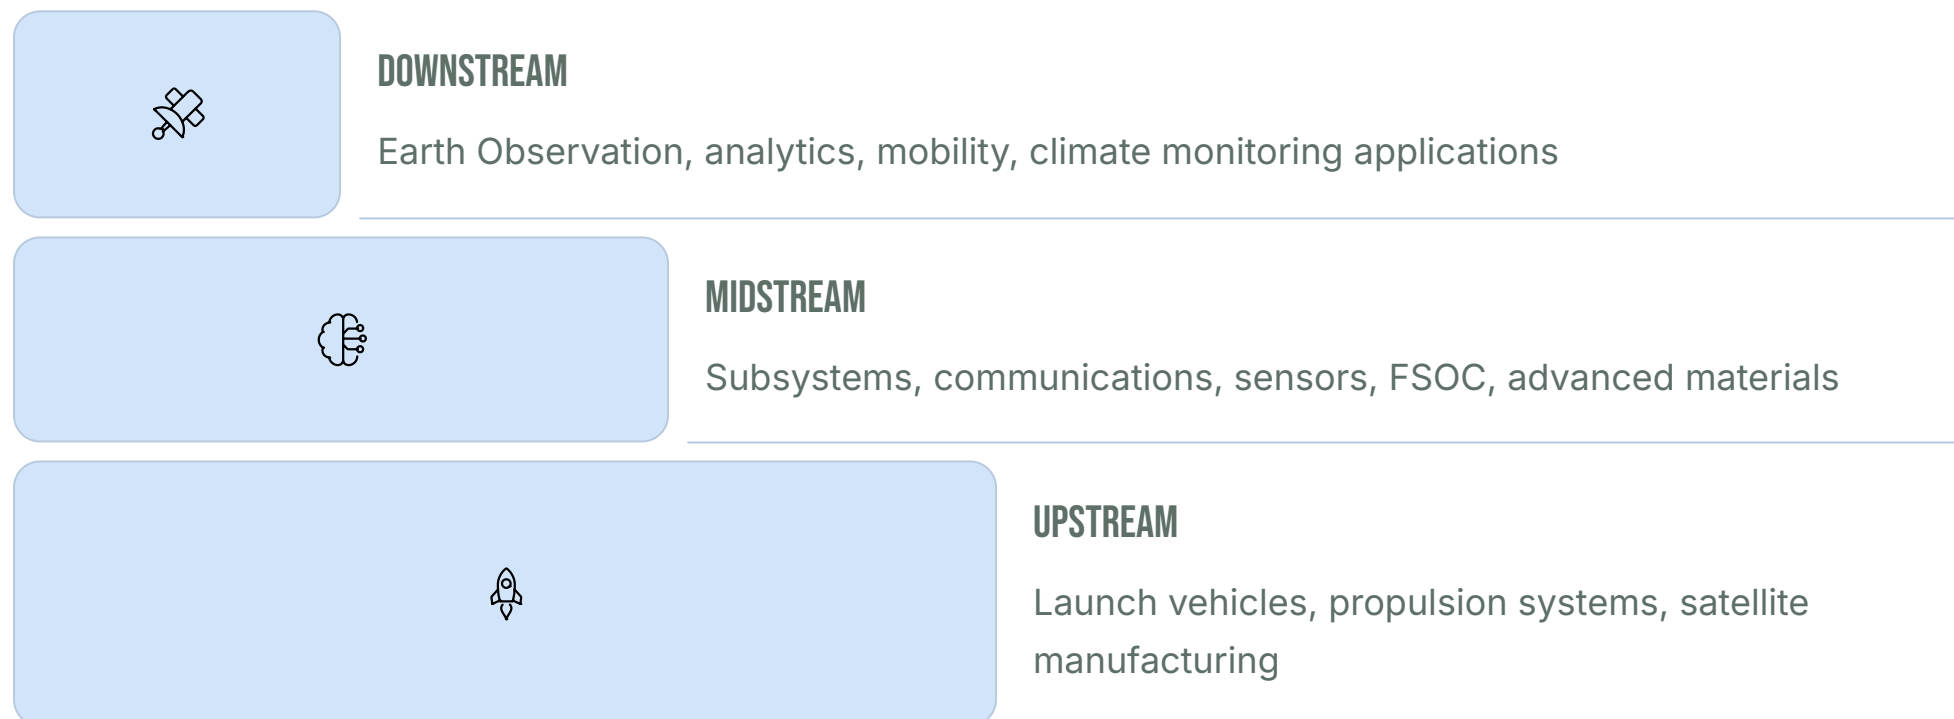 DOWNSTREAM
Earth Observation, analytics, mobility, climate monitoring applications
MIDSTREAM
Subsystems, communications, sensors, FSOC, advanced materials
UPSTREAM
Launch vehicles, propulsion systems, satellite
manufacturing